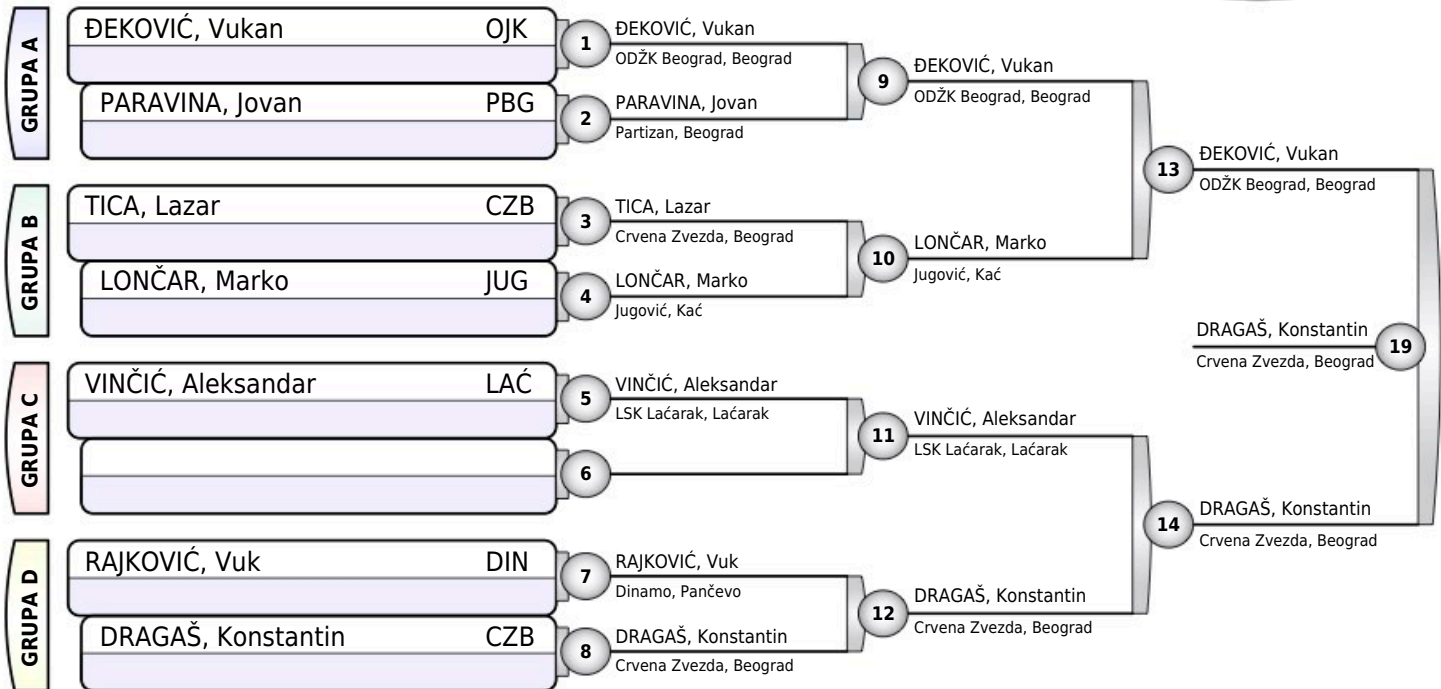 GRUPA A
ĐEKOVIĆ, Vukan OJK
PARAVINA, Jovan PBG
1
ĐEKOVIĆ, Vukan
ODŽK Beograd, Beograd
2
PARAVINA, Jovan
Partizan, Beograd
GRUPA B
TICA, Lazar CZB
LONČAR, Marko JUG
3
TICA, Lazar
Crvena Zvezda, Beograd
4
LONČAR, Marko
Jugović, Kać
GRUPA C
VINČIĆ, Aleksandar LAĆ
5
VINČIĆ, Aleksandar
LSK Laćarak, Laćarak
6
GRUPA D
RAJKOVIĆ, Vuk DIN
DRAGAŠ, Konstantin CZB
7
RAJKOVIĆ, Vuk
Dinamo, Pančevo
8
DRAGAŠ, Konstantin
Crvena Zvezda, Beograd
9
ĐEKOVIĆ, Vukan
ODŽK Beograd, Beograd
10
LONČAR, Marko
Jugović, Kać
11
VINČIĆ, Aleksandar
LSK Laćarak, Laćarak
12
DRAGAŠ, Konstantin
Crvena Zvezda, Beograd
13
ĐEKOVIĆ, Vukan
ODŽK Beograd, Beograd
14
DRAGAŠ, Konstantin
Crvena Zvezda, Beograd
DRAGAŠ, Konstantin
Crvena Zvezda, Beograd
19